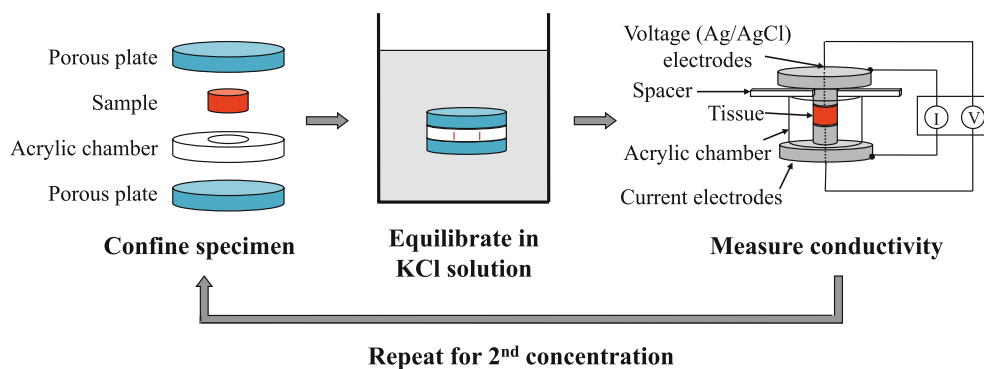 Porous plate
Sample
Acrylic chamber
Porous plate
Confine specimen
Equilibrate in
KCl solution
Voltage (Ag/AgCl)
electrodes
Spacer
Tissue
Acrylic chamber
Current electrodes
I
V
Measure conductivity
Repeat for 2nd concentration